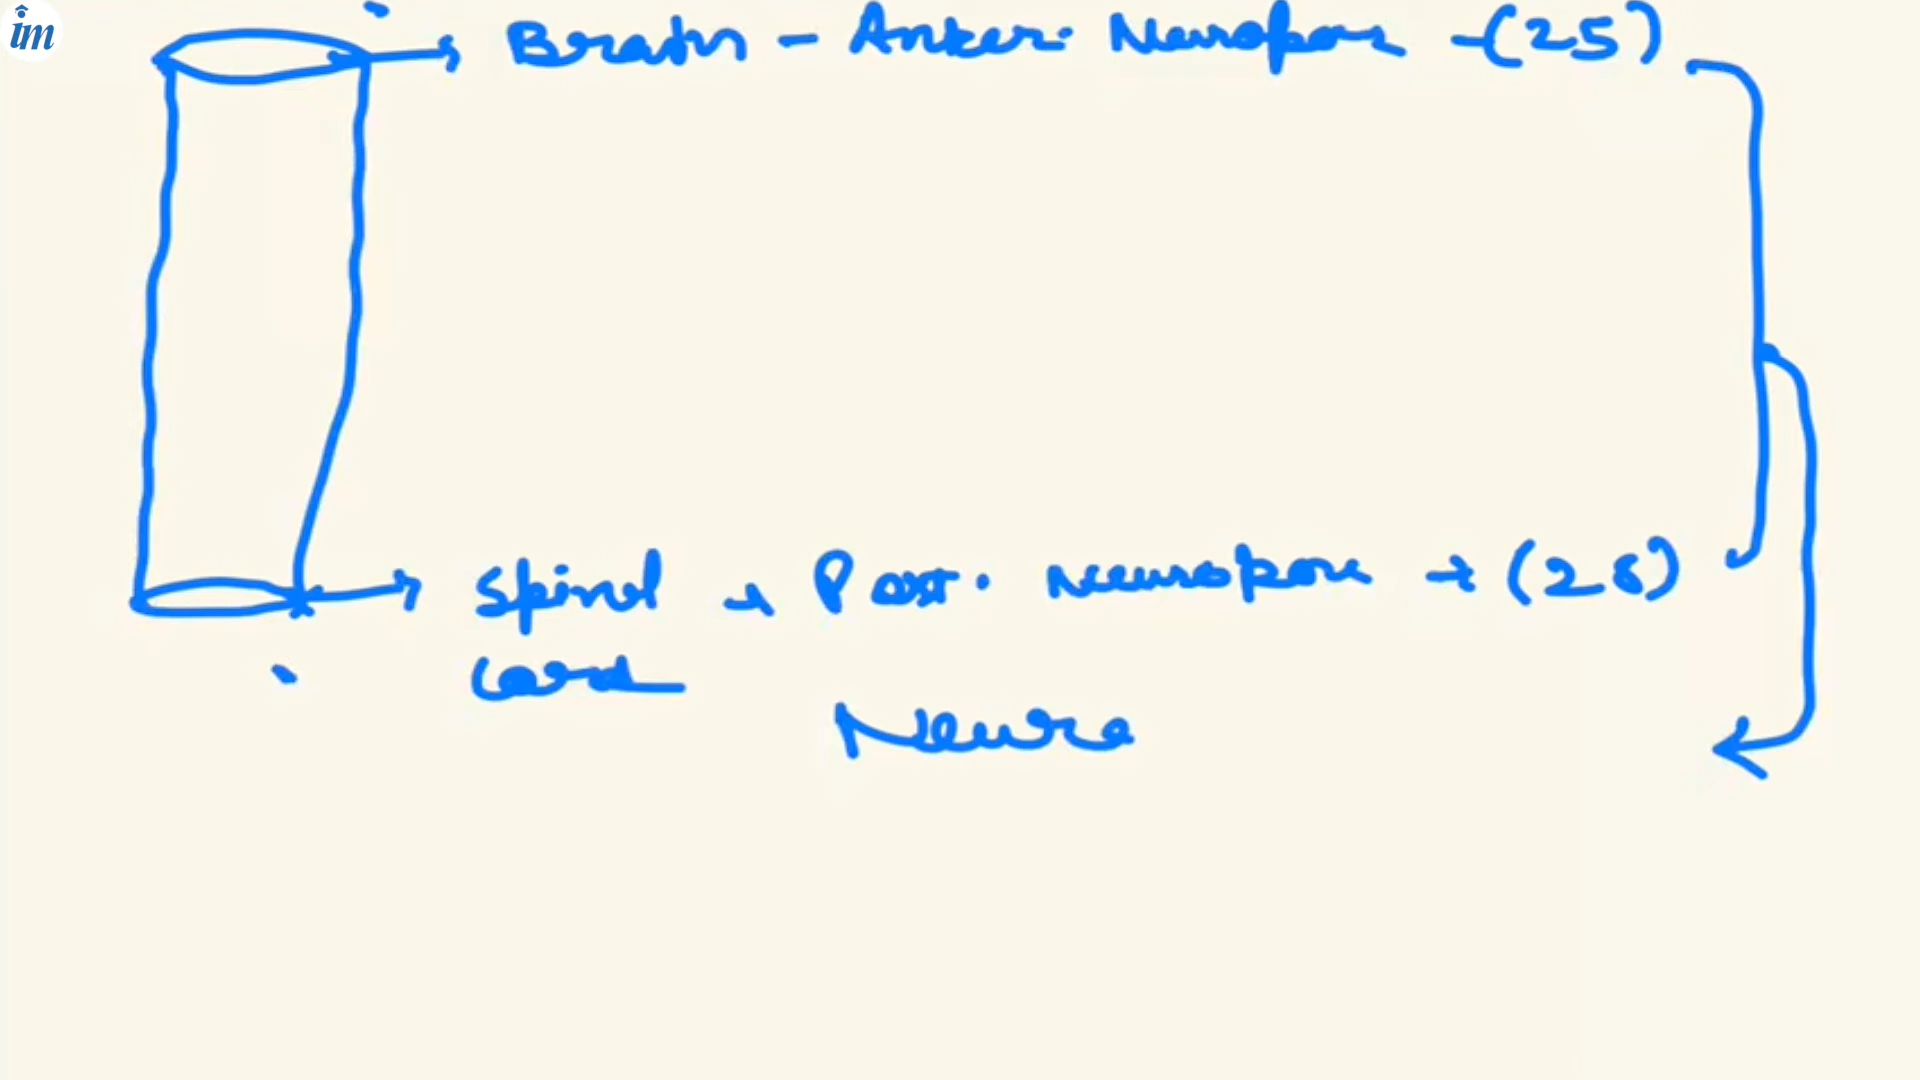 im
Brain - Anter. Neuropore - (25)
Spinal → Post. Neuropore → (28)
cord
Neura